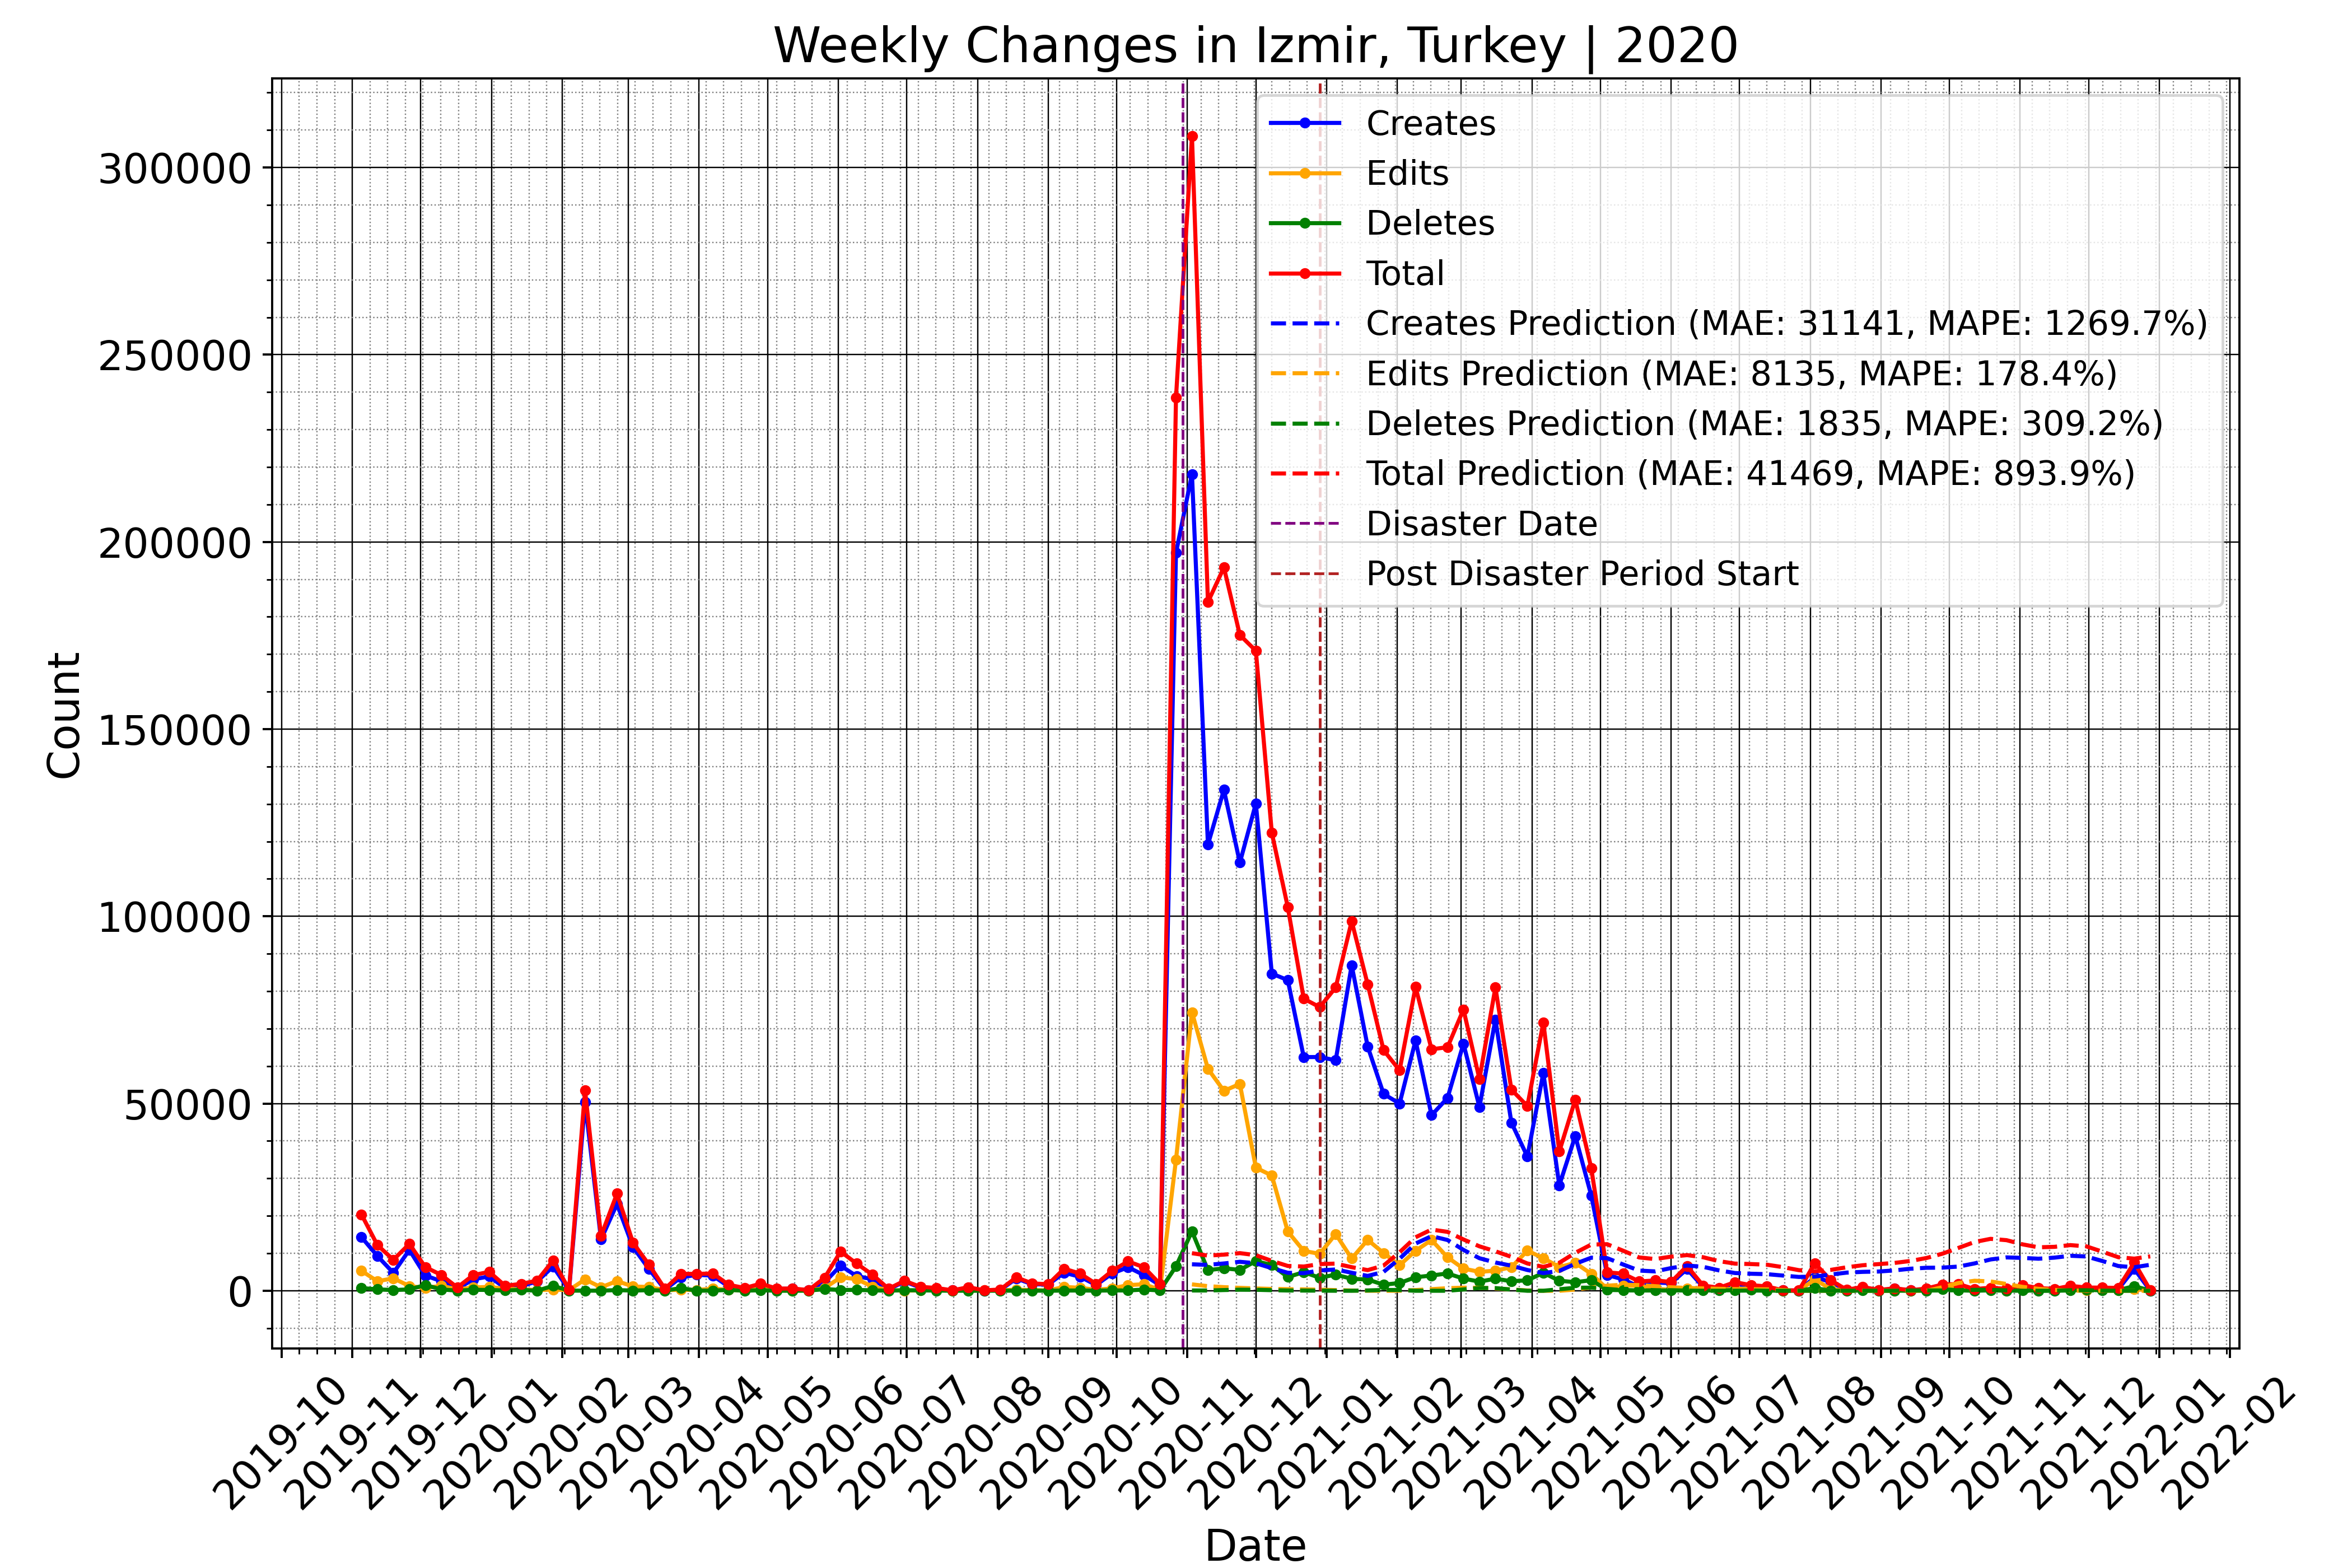 Weekly Changes in Izmir, Turkey | 2020
Count
300000
250000
200000
150000
100000
50000
0
Creates
Edits
Deletes
Total
Creates Prediction (MAE: 31141, MAPE: 1269.7%)
Edits Prediction (MAE: 8135, MAPE: 178.4%)
Deletes Prediction (MAE: 1835, MAPE: 309.2%)
Total Prediction (MAE: 41469, MAPE: 893.9%)
Disaster Date
Post Disaster Period Start
2019-10
2019-11
2019-12
2020-01
2020-02
2020-03
2020-04
2020-05
2020-06
2020-07
2020-08
2020-09
2020-10
2020-11
2020-12
2021-01
2021-02
2021-03
2021-04
2021-05
2021-06
2021-07
2021-08
2021-09
2021-10
2021-11
2021-12
2022-01
2022-02
Date